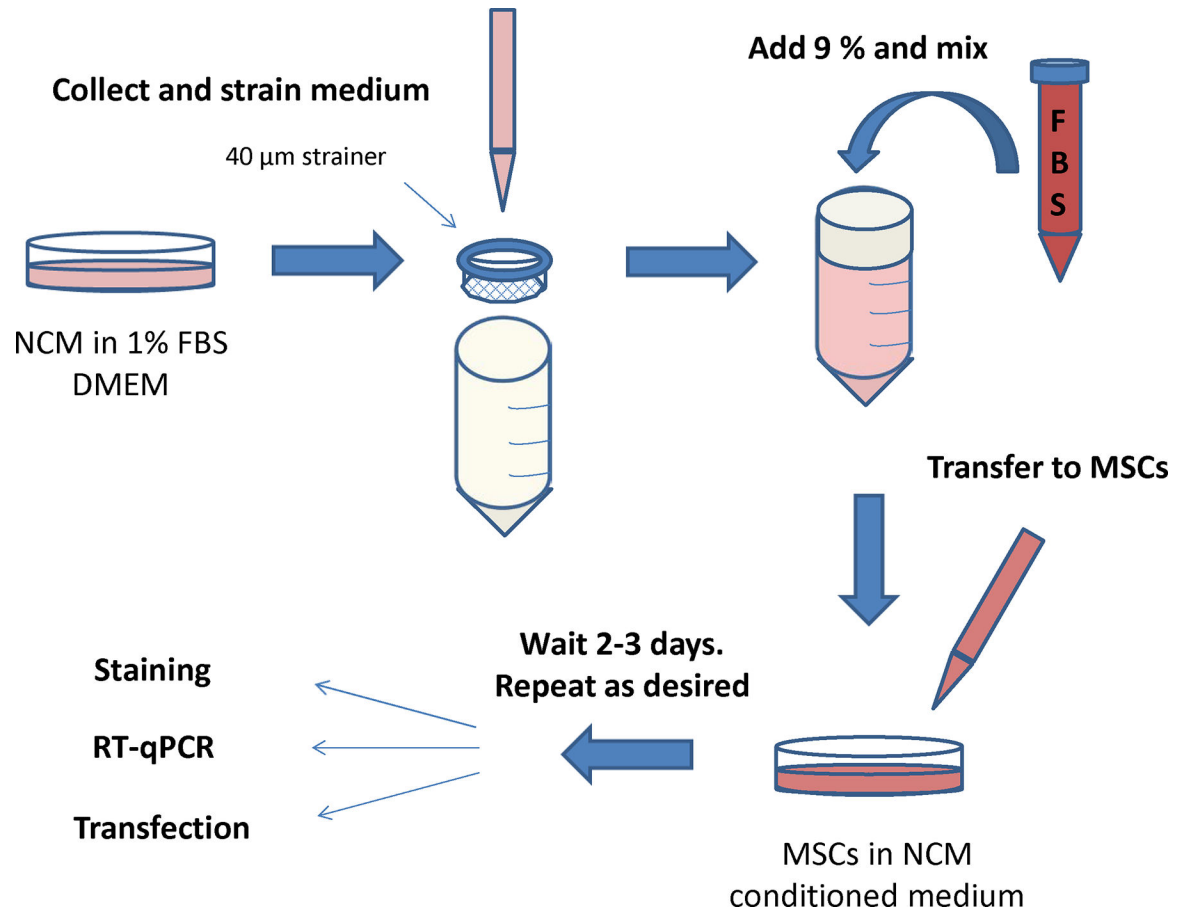 Collect and strain medium
40 µm strainer
NCM in 1% FBS
DMEM
Add 9 % and mix
F
B
S
Transfer to MSCs
MSCs in NCM
conditioned medium
Wait 2-3 days.
Repeat as desired
Staining
RT-qPCR
Transfection